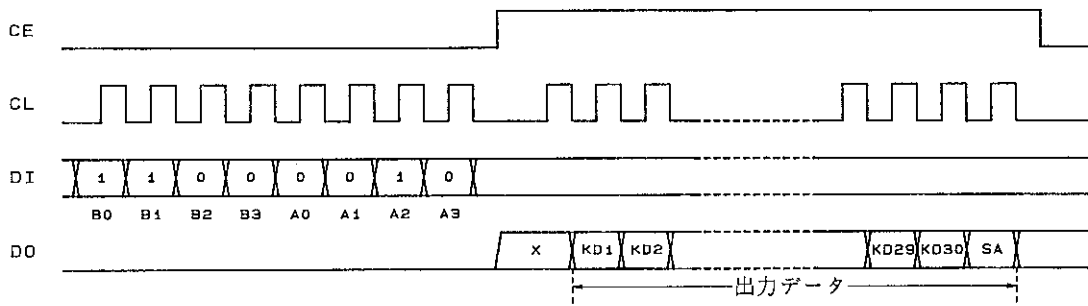 CE
CL
DI 1 1 0 0 0 0 1 0
B0 B1 B2 B3 A0 A1 A2 A3
DO X KD1 KD2 KD29 KD30 SA
出力データ